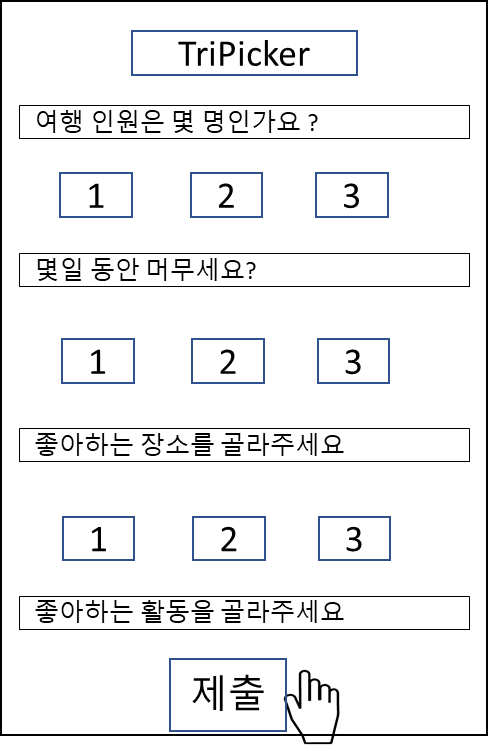 TriPicker
여행 인원은 몇 명인가요 ?
1 2 3
몇일 동안 머무세요?
1 2 3
좋아하는 장소를 골라주세요
1 2 3
좋아하는 활동을 골라주세요
제출